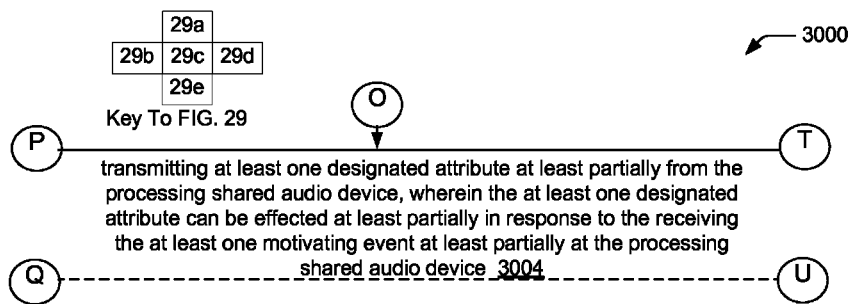 29a
3000
29b 29c 29d
29e
Key To FIG. 29
O
P
T
transmitting at least one designated attribute at least partially from the
processing shared audio device, wherein the at least one designated
attribute can be effected at least partially in response to the receiving
the at least one motivating event at least partially at the processing
shared audio device 3004
Q
U